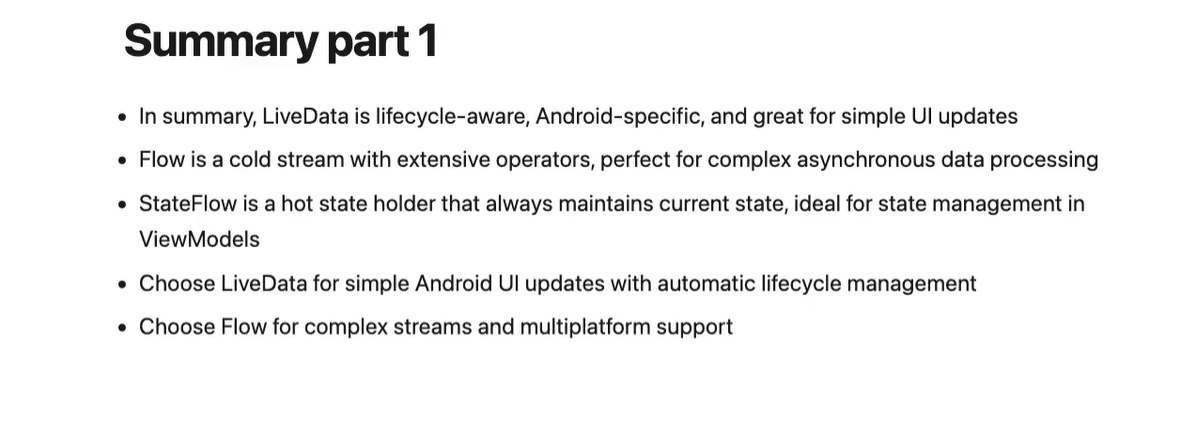 Summary part 1
• In summary, LiveData is lifecycle-aware, Android-specific, and great for simple UI updates
• Flow is a cold stream with extensive operators, perfect for complex asynchronous data processing
• StateFlow is a hot state holder that always maintains current state, ideal for state management in
ViewModels
• Choose LiveData for simple Android UI updates with automatic lifecycle management
• Choose Flow for complex streams and multiplatform support